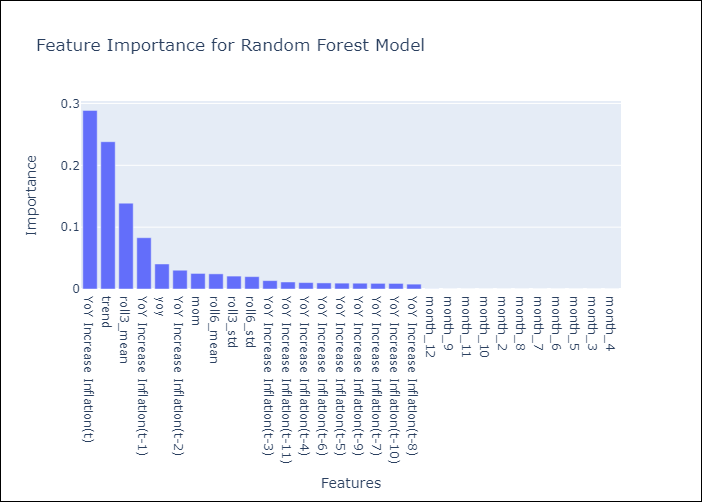 Feature Importance for Random Forest Model
0.3
0.2
0.1
0
Importance
YoY Increase Inflation(t)
trend
roll3_mean
YoY Increase Inflation(t-1)
yoy
YoY Increase Inflation(t-2)
mom
roll6_mean
roll3_std
roll6_std
YoY Increase Inflation(t-3)
YoY Increase Inflation(t-11)
YoY Increase Inflation(t-4)
YoY Increase Inflation(t-6)
YoY Increase Inflation(t-5)
YoY Increase Inflation(t-9)
YoY Increase Inflation(t-7)
YoY Increase Inflation(t-10)
YoY Increase Inflation(t-8)
month_12
month_9
month_11
month_10
month_2
month_8
month_7
month_6
month_5
month_3
month_4
Features